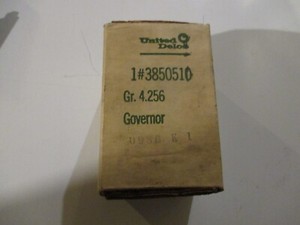 United
Delco
1#3850510
Gr. 4.256
Governor